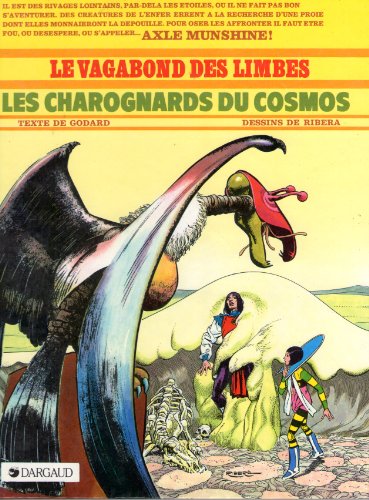 IL EST DES RIVAGES LOINTAINS, PAR-DELA LES ETOILES, OU IL NE FAIT PAS BON
S'AVENTURER. DES CREATURES DE L'ENFER ERRENT A LA RECHERCHE D'UNE PROIE
DONT ELLES MONNAIERONT LA DEPOUILLE. POUR OSER LES AFFRONTER IL FAUT ETRE
FOU, OU DESESPERE, OU S'APPELER... AXLE MUNSHINE!
LE VAGABOND DES LIMBES
LES CHAROGNARDS DU COSMOS
TEXTE DE GODARD
DESSINS DE RIBERA
RIBERA
DARGAUD